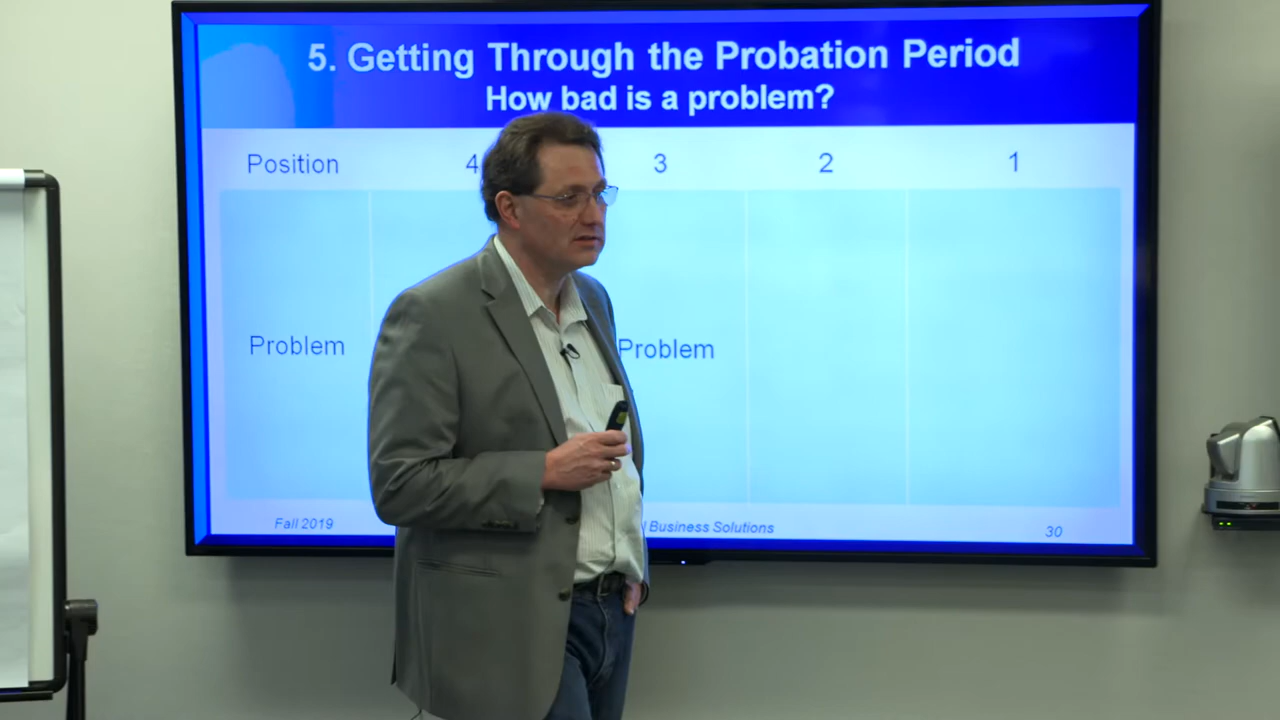 5. Getting Through the Probation Period
How bad is a problem?
Position 4 3 2 1
Problem Problem
Fall 2019 Business Solutions 30